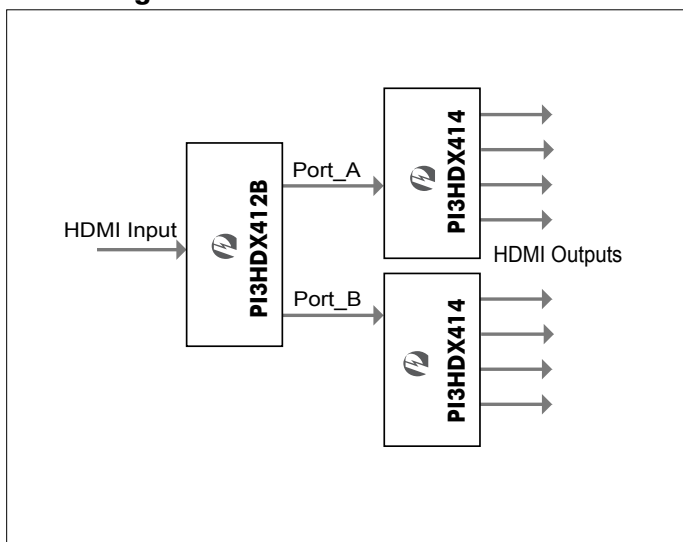 HDMI Input
PI3HDX412B
Port_A
Port_B
PI3HDX414
PI3HDX414
HDMI Outputs